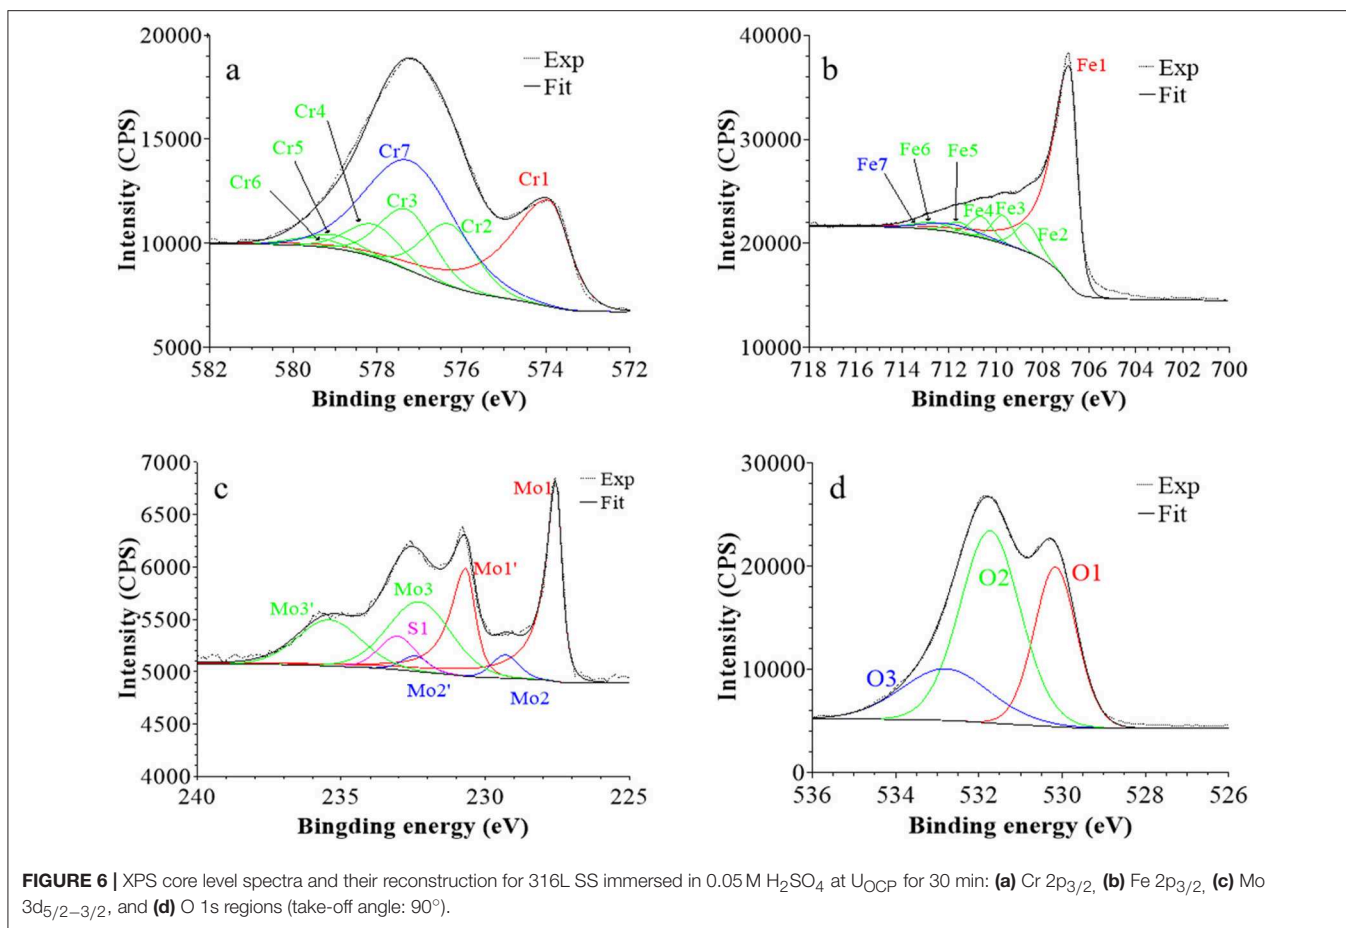 a
Exp
Fit
Cr4
Cr5
Cr6
Cr7
Cr3
Cr2
Cr1
20000
15000
10000
5000
Intensity (CPS)
582 580 578 576 574 572
Binding energy (eV)
b
Exp
Fit
Fe1
Fe7
Fe6
Fe5
Fe4
Fe3
Fe2
40000
30000
20000
10000
Intensity (CPS)
718 716 714 712 710 708 706 704 702 700
Binding energy (eV)
c
Exp
Fit
Mo1
Mo1'
Mo3
Mo3'
S1
Mo2'
Mo2
7000
6500
6000
5500
5000
4500
4000
Intensity (CPS)
240 235 230 225
Bingding energy (eV)
d
Exp
Fit
O1
O2
O3
30000
20000
10000
0
Intensity (CPS)
536 534 532 530 528 526
Binding energy (eV)
FIGURE 6 | XPS core level spectra and their reconstruction for 316L SS immersed in 0.05 M H2SO4 at UOCP for 30 min: (a) Cr 2p3/2, (b) Fe 2p3/2, (c) Mo
3d5/2−3/2, and (d) O 1s regions (take-off angle: 90°).